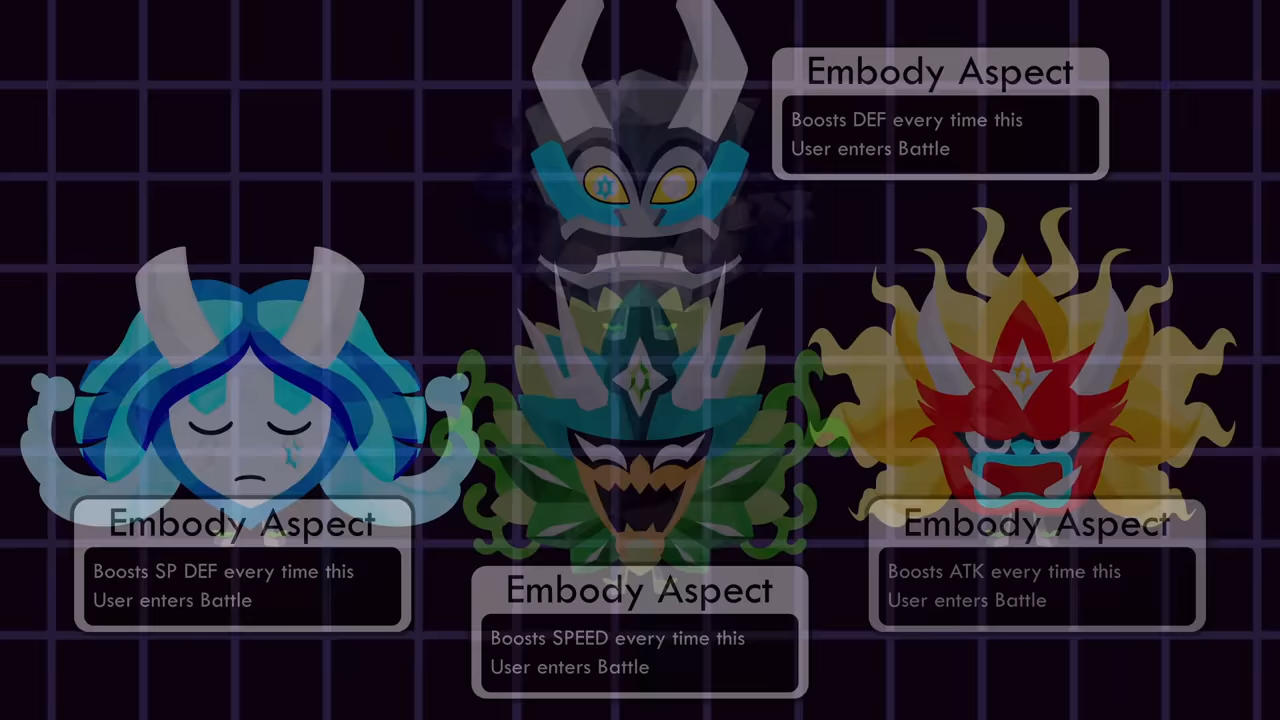 Embody Aspect
Boosts DEF every time this
User enters Battle
Embody Aspect
Boosts SP DEF every time this
User enters Battle
Embody Aspect
Boosts SPEED every time this
User enters Battle
Embody Aspect
Boosts ATK every time this
User enters Battle